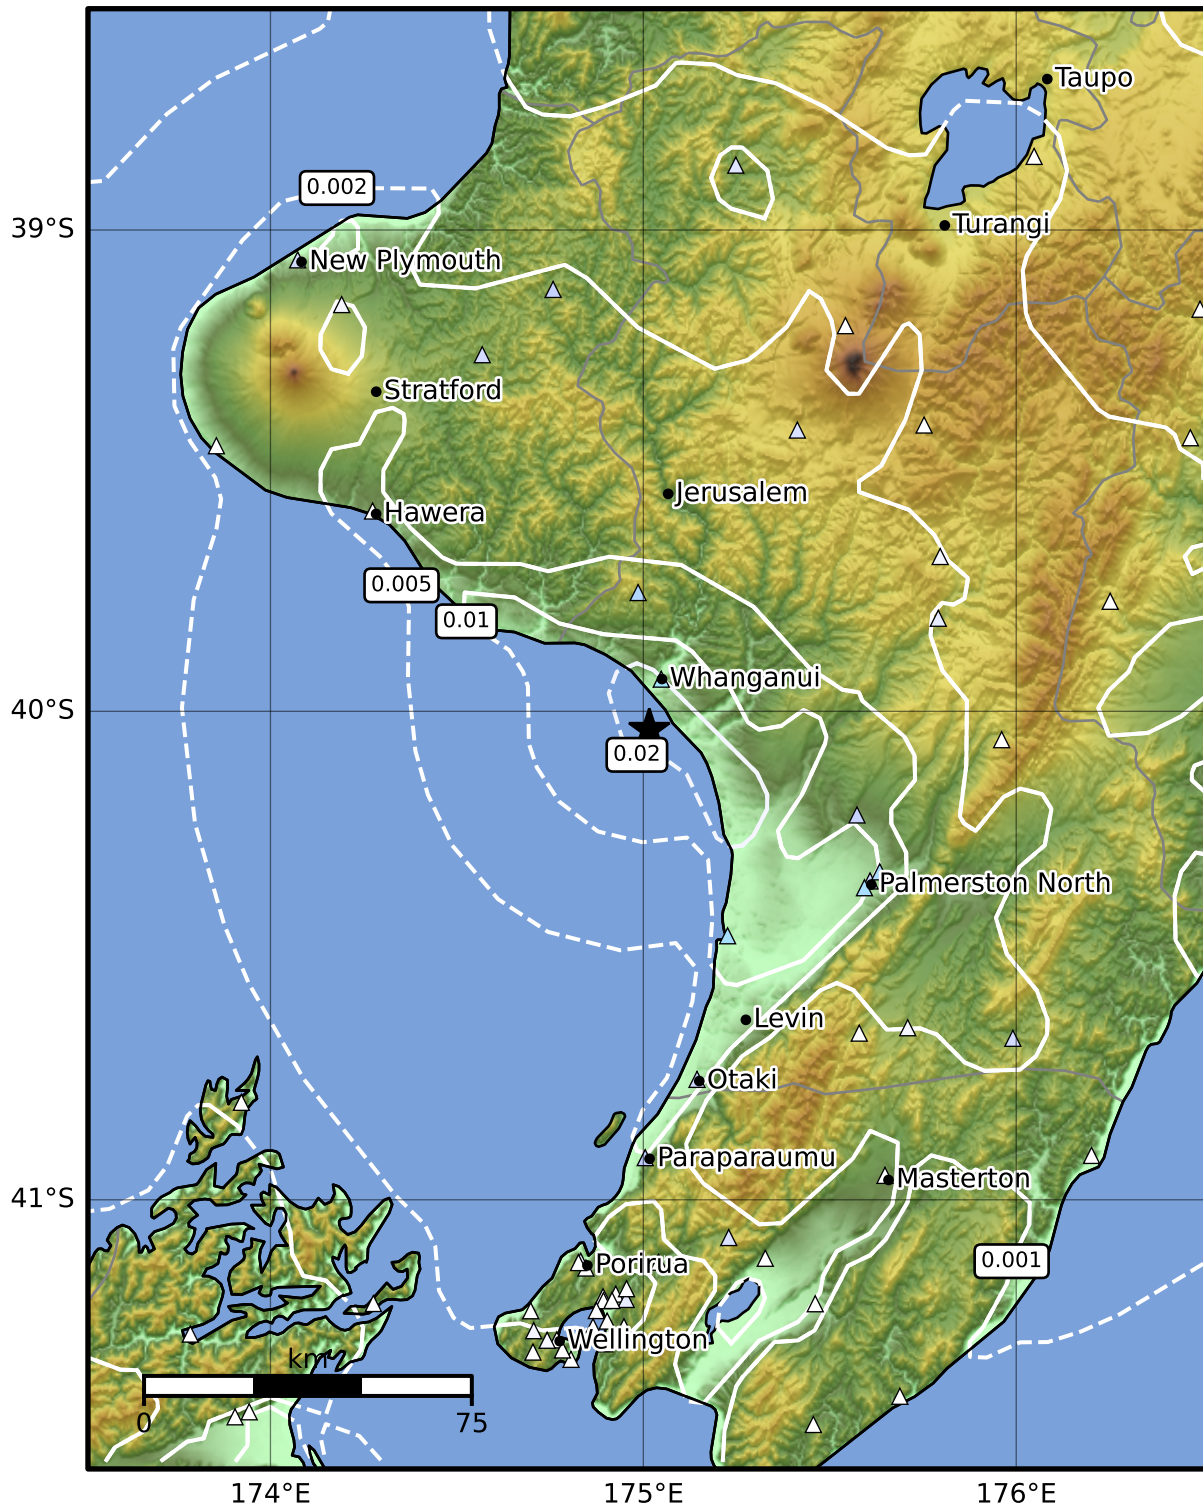 Taupo
0.002
39°S
Turangi
New Plymouth
Stratford
Jerusalem
Hawera
0.005
0.01
Whanganui
40°S
0.02
Palmerston North
Levin
Otaki
Paraparaumu
Masterton
41°S
0.001
Porirua
Wellington
km
0
75
174°E
175°E
176°E